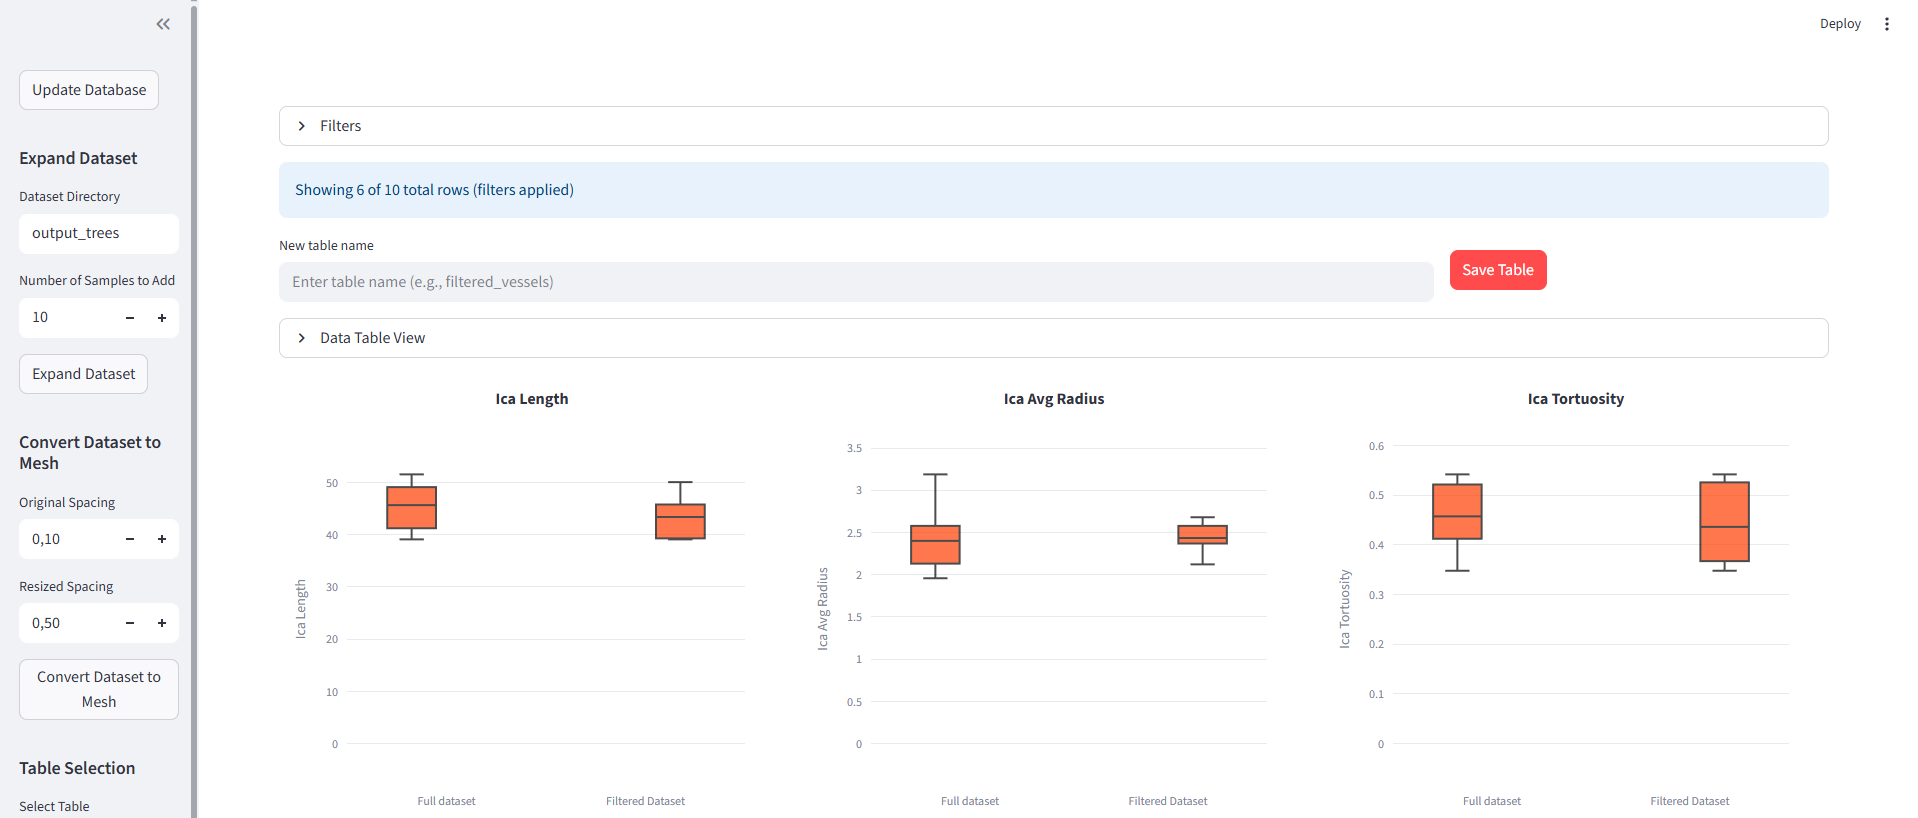 Deploy
Update Database
Expand Dataset
Dataset Directory
output_trees
Number of Samples to Add
10
Expand Dataset
Convert Dataset to
Mesh
Original Spacing
0,10
Resized Spacing
0,50
Convert Dataset to
Mesh
Table Selection
Select Table
Filters
Showing 6 of 10 total rows (filters applied)
New table name
Enter table name (e.g., filtered_vessels)
Save Table
Data Table View
Ica Length
50
40
30
20
10
0
Ica Length
Full dataset
Filtered Dataset
Ica Avg Radius
3.5
3
2.5
2
1.5
1
0.5
0
Ica Avg Radius
Full dataset
Filtered Dataset
Ica Tortuosity
0.6
0.5
0.4
0.3
0.2
0.1
0
Ica Tortuosity
Full dataset
Filtered Dataset